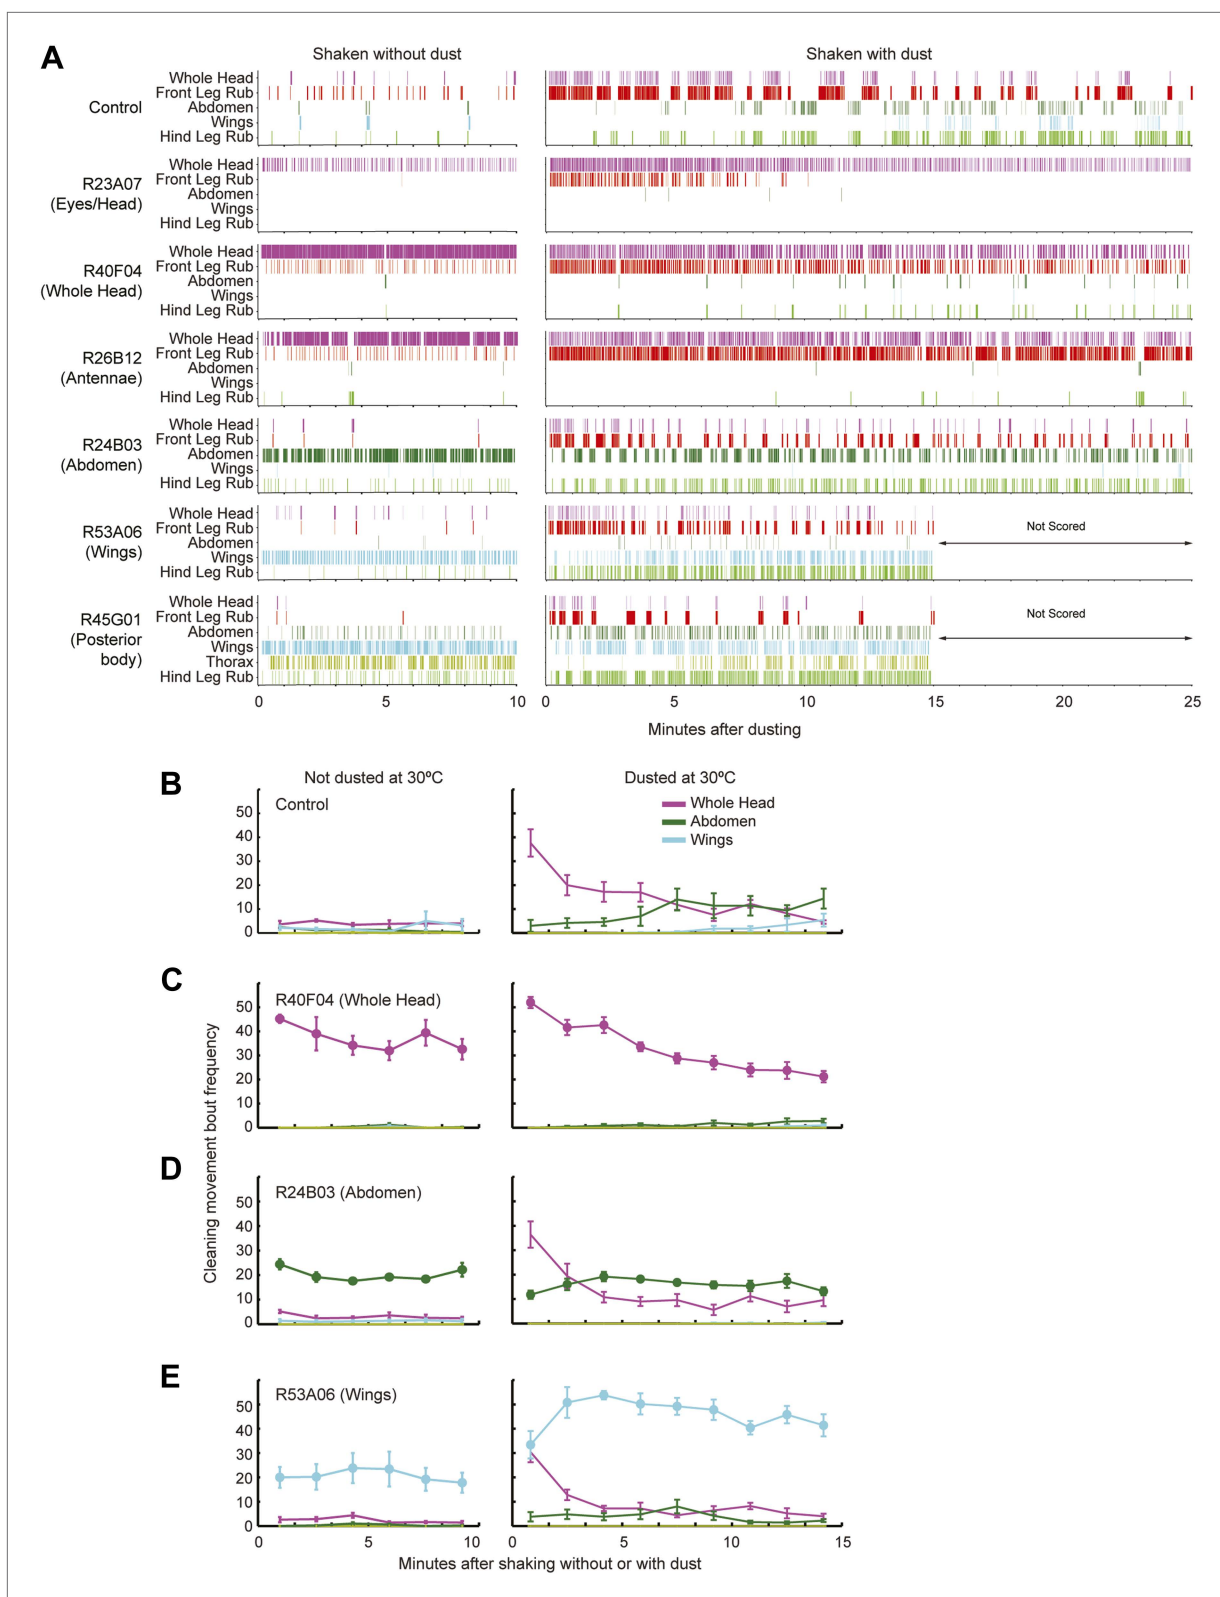 A
Shaken without dust
Shaken with dust
Control
Whole Head
Front Leg Rub
Abdomen
Wings
Hind Leg Rub
R23A07
(Eyes/Head)
Whole Head
Front Leg Rub
Abdomen
Wings
Hind Leg Rub
R40F04
(Whole Head)
Whole Head
Front Leg Rub
Abdomen
Wings
Hind Leg Rub
R26B12
(Antennae)
Whole Head
Front Leg Rub
Abdomen
Wings
Hind Leg Rub
R24B03
(Abdomen)
Whole Head
Front Leg Rub
Abdomen
Wings
Hind Leg Rub
R53A06
(Wings)
Whole Head
Front Leg Rub
Abdomen
Wings
Hind Leg Rub
Not Scored
R45G01
(Posterior
body)
Whole Head
Front Leg Rub
Abdomen
Wings
Thorax
Hind Leg Rub
Not Scored
0 5 10
0 5 10 15 20 25
Minutes after dusting
B
Not dusted at 30ºC
Dusted at 30ºC
Control
Whole Head
Abdomen
Wings
50
40
30
20
10
0
C
R40F04 (Whole Head)
50
40
30
20
10
0
D
R24B03 (Abdomen)
50
40
30
20
10
0
E
R53A06 (Wings)
50
40
30
20
10
0
Cleaning movement bout frequency
0 5 10
0 5 10 15
Minutes after shaking without or with dust